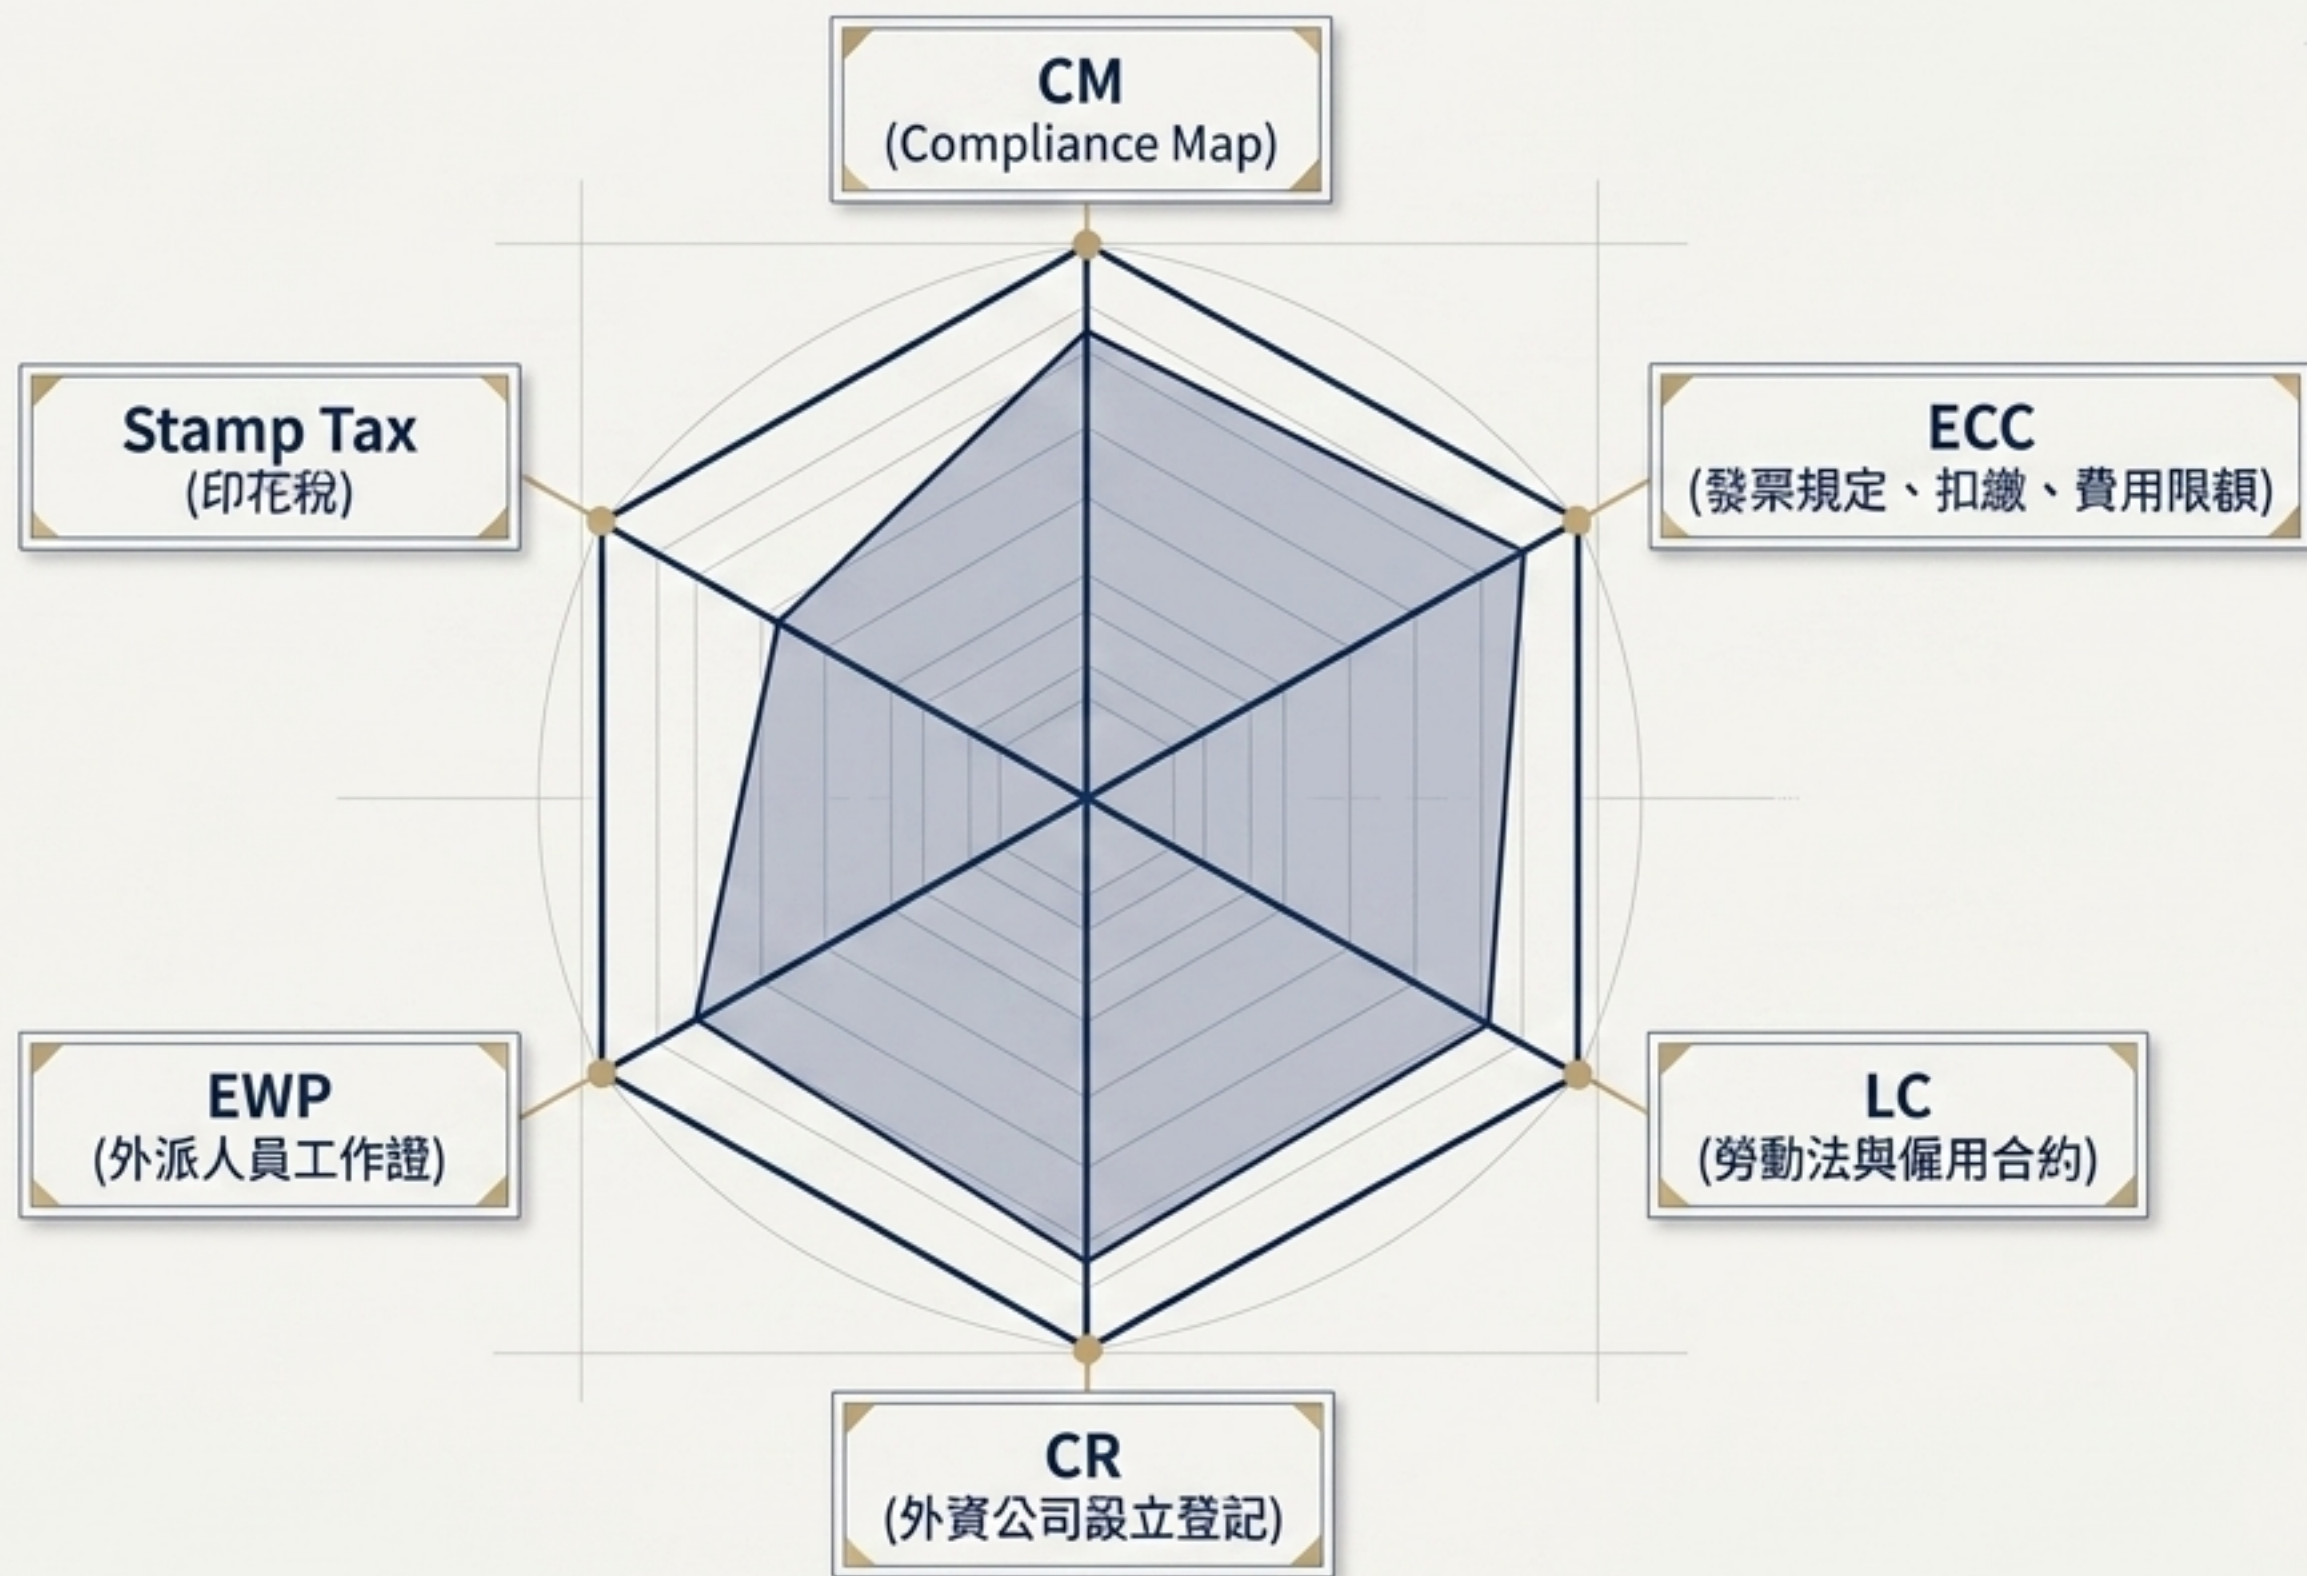 CM
(Compliance Map)
Stamp Tax
(印花稅)
ECC
(發票規定、扣繳、費用限額)
EWP
(外派人員工作證)
LC
(勞動法與僱用合約)
CR
(外資公司設立登記)